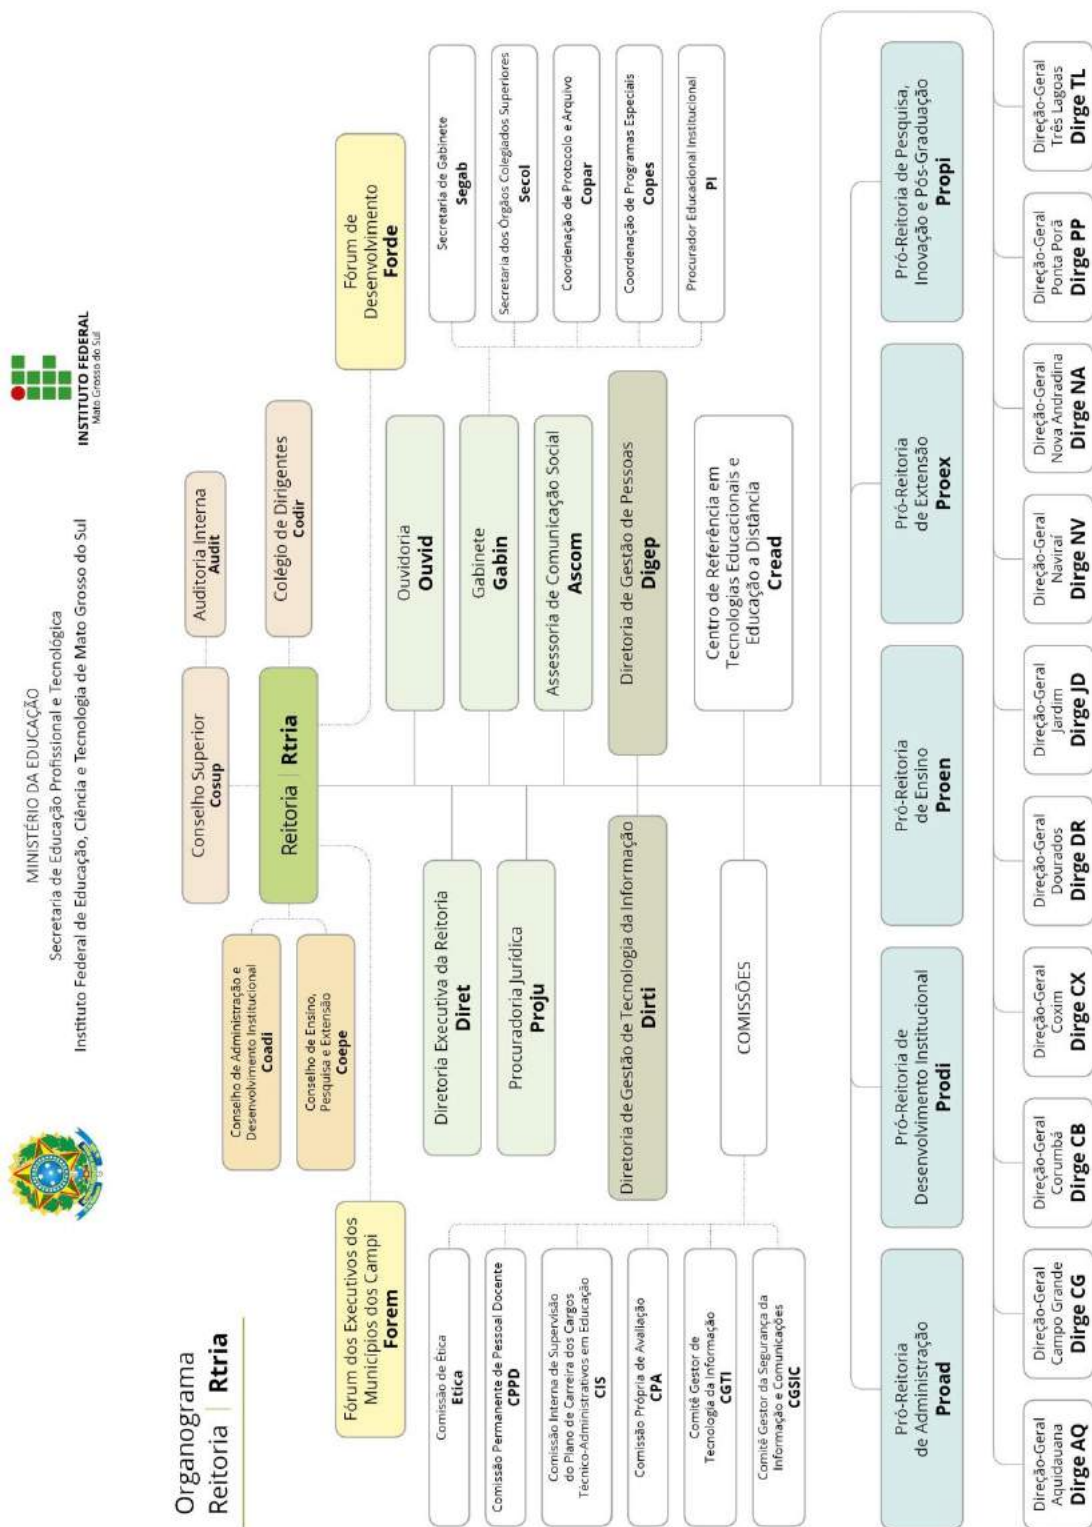 MINISTÉRIO DA EDUCAÇÃO
Secretaria de Educação Profissional e Tecnológica
Instituto Federal de Educação, Ciência e Tecnologia de Mato Grosso do Sul
INSTITUTO FEDERAL
Mato Grosso do Sul
Organograma
Reitoria | Rtria
Conselho Superior
Cosup
Auditoria Interna
Audit
Reitoria | Rtria
Colégio de Dirigentes
Codir
Conselho de Administração e
Desenvolvimento Institucional
Coadi
Conselho de Ensino,
Pesquisa e Extensão
Coepe
Fórum dos Executivos dos
Municípios dos Campi
Forem
Fórum de
Desenvolvimento
Forde
Diretoria Executiva da Reitoria
Diret
Procuradoria Jurídica
Proju
Ouvidoria
Ouvid
Gabinete
Gabin
Assessoria de Comunicação Social
Ascom
Secretaria de Gabinete
Segab
Secretaria dos Órgãos Colegiados Superiores
Secol
Coordenação de Protocolo e Arquivo
Copar
Coordenação de Programas Especiais
Copes
Procurador Educacional Institucional
PI
Diretoria de Gestão de Tecnologia da Informação
Dirti
Diretoria de Gestão de Pessoas
Digep
COMISSÕES
Centro de Referência em
Tecnologias Educacionais e
Educação a Distância
Cread
Comissão de Ética
Etica
Comissão Permanente de Pessoal Docente
CPPD
Comissão Interna de Supervisão
do Plano de Carreira dos Cargos
Técnico-Administrativos em Educação
CIS
Comissão Própria de Avaliação
CPA
Comitê Gestor de
Tecnologia da Informação
CGTI
Comitê Gestor da Segurança da
Informação e Comunicações
CGSIC
Pró-Reitoria
de Administração
Proad
Pró-Reitoria de
Desenvolvimento Institucional
Prodi
Pró-Reitoria
de Ensino
Proen
Pró-Reitoria
de Extensão
Proex
Pró-Reitoria de Pesquisa,
Inovação e Pós-Graduação
Propi
Direção-Geral
Aquidauana
Dirge AQ
Direção-Geral
Campo Grande
Dirge CG
Direção-Geral
Corumbá
Dirge CB
Direção-Geral
Coxim
Dirge CX
Direção-Geral
Dourados
Dirge DR
Direção-Geral
Jardim
Dirge JD
Direção-Geral
Naviraí
Dirge NV
Direção-Geral
Nova Andradina
Dirge NA
Direção-Geral
Ponta Porã
Dirge PP
Direção-Geral
Três Lagoas
Dirge TL